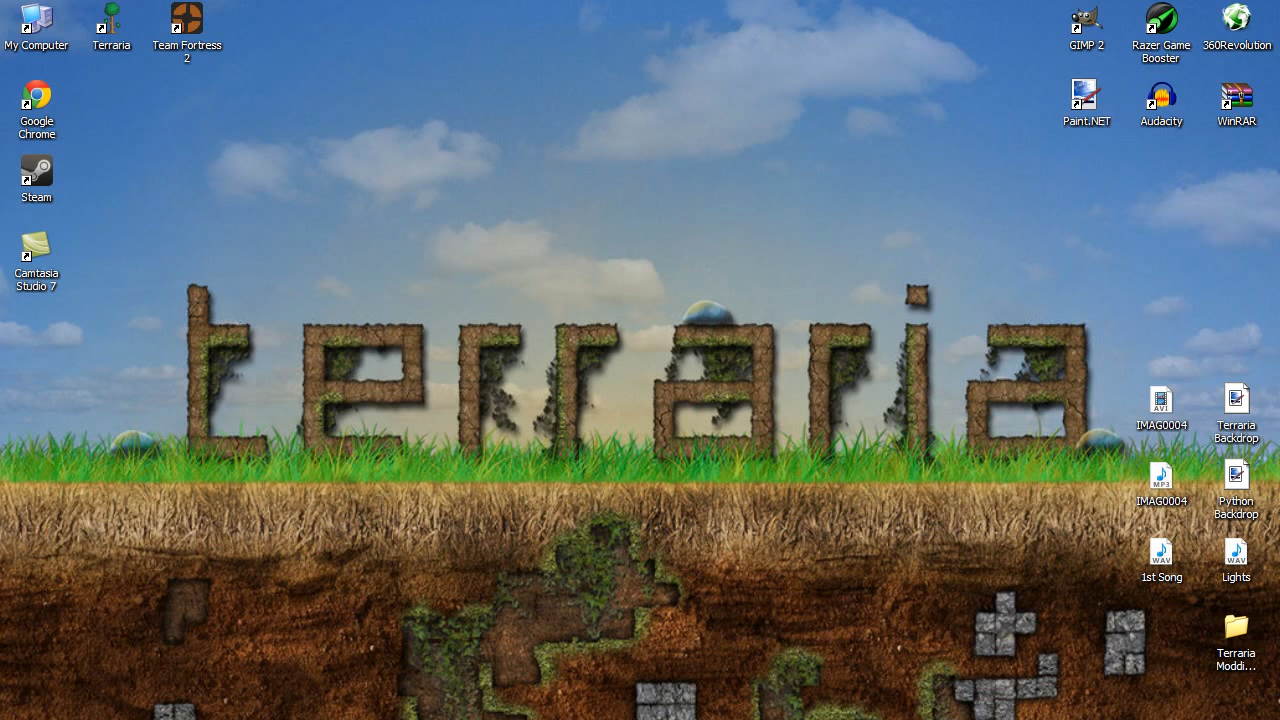 My Computer
Terraria
Team Fortress
2
GIMP 2
Razer Game
Booster
360Revolution
Google
Chrome
Paint.NET
Audacity
WinRAR
Steam
Camtasia
Studio 7
terraria
AVI
IMAG0004
Terraria
Backdrop
MP3
IMAG0004
Python
Backdrop
WAV
1st Song
WAV
Lights
Terraria
Moddi...